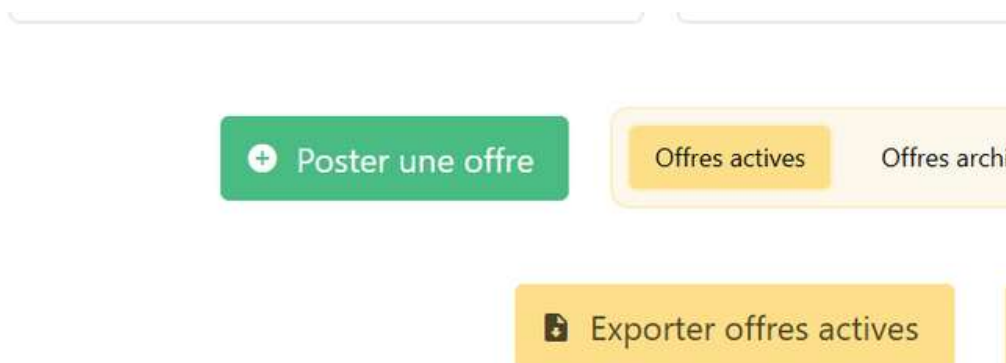 Poster une offre
Offres actives
Offres archi
Exporter offres actives